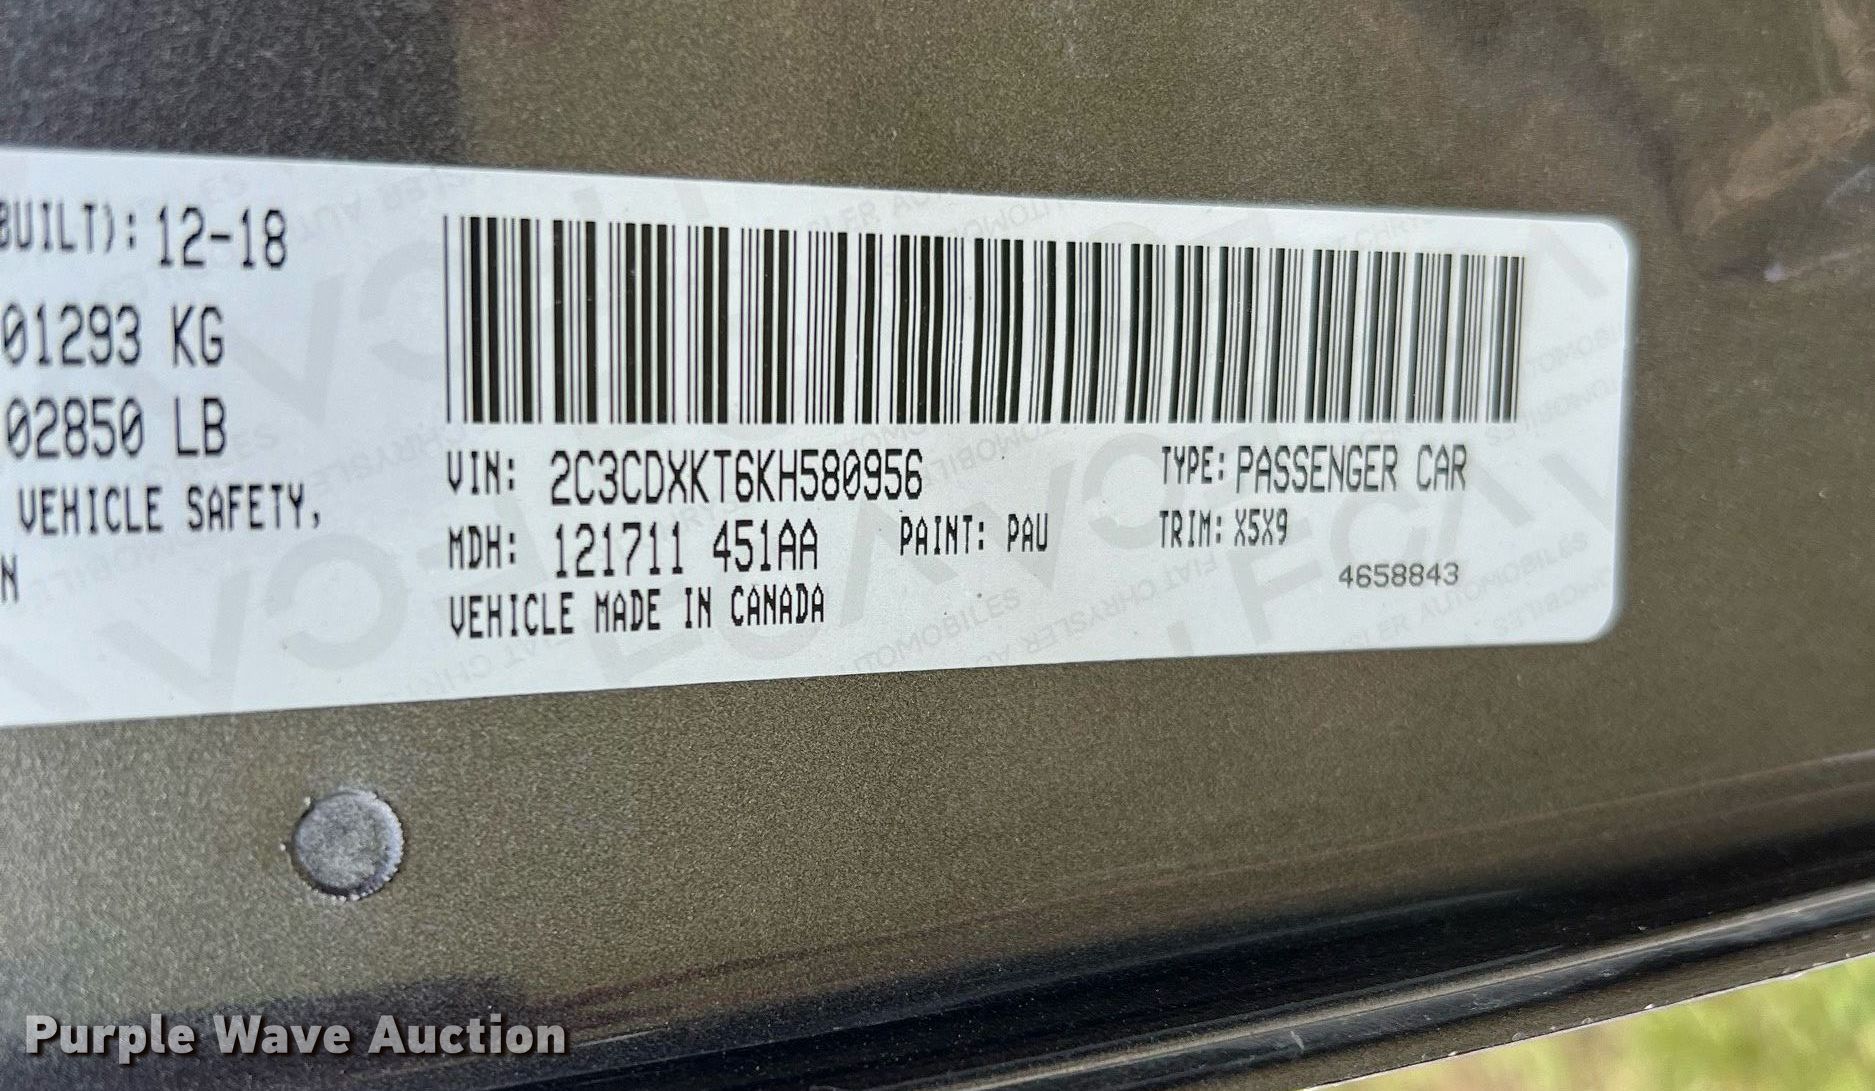 BUILT): 12-18
01293 KG
02850 LB
VEHICLE SAFETY,
N
VIN: 2C3CDXKT6KH580956
TYPE: PASSENGER CAR
MDH: 121711 451AA
PAINT: PAU
TRIM: X5X9
VEHICLE MADE IN CANADA
4658843
Purple Wave Auction